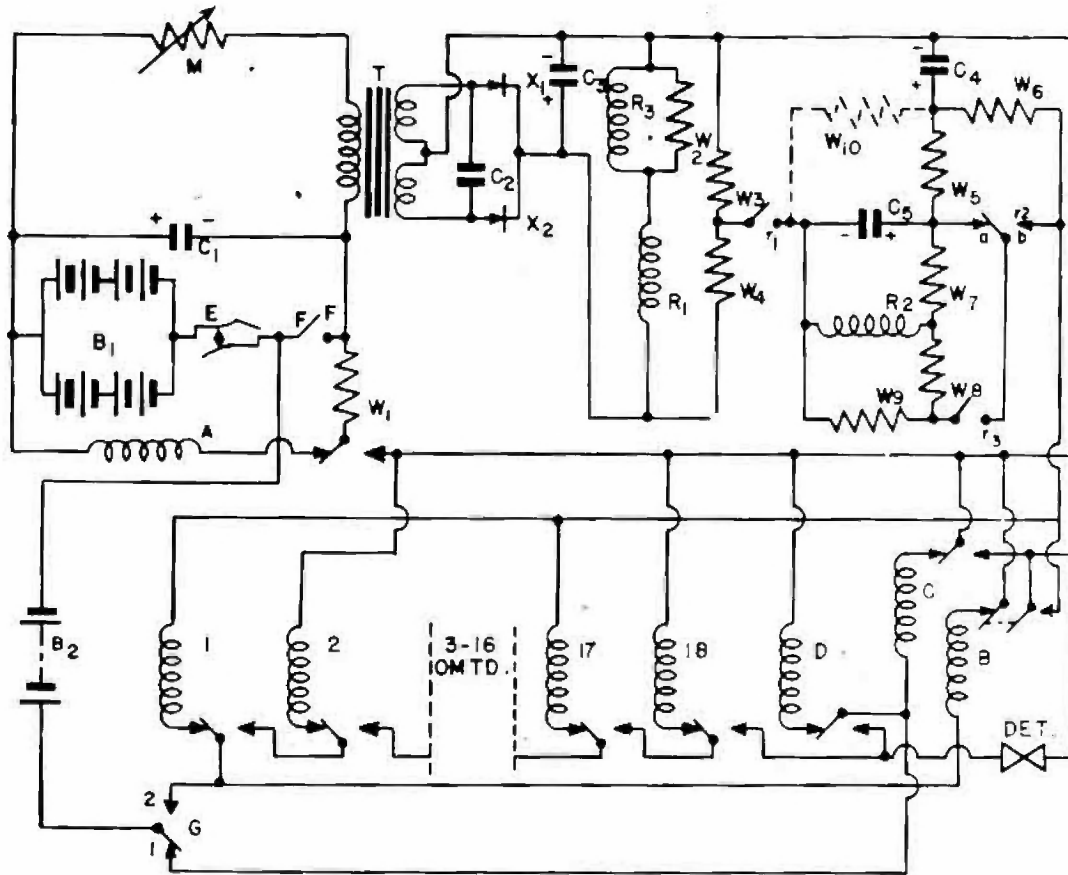 M
T
X1
- C3 +
R3
W2
- C4 +
W6
W10
C2
W5
W3
r1
- C5 +
a
r2
b
X2
+ C1 -
E
F
F
B1
R1
W4
R2
W7
W1
W9
W8
r3
A
C
B2
1
2
3-16
OMTD.
17
18
D
B
DET.
2
G
1